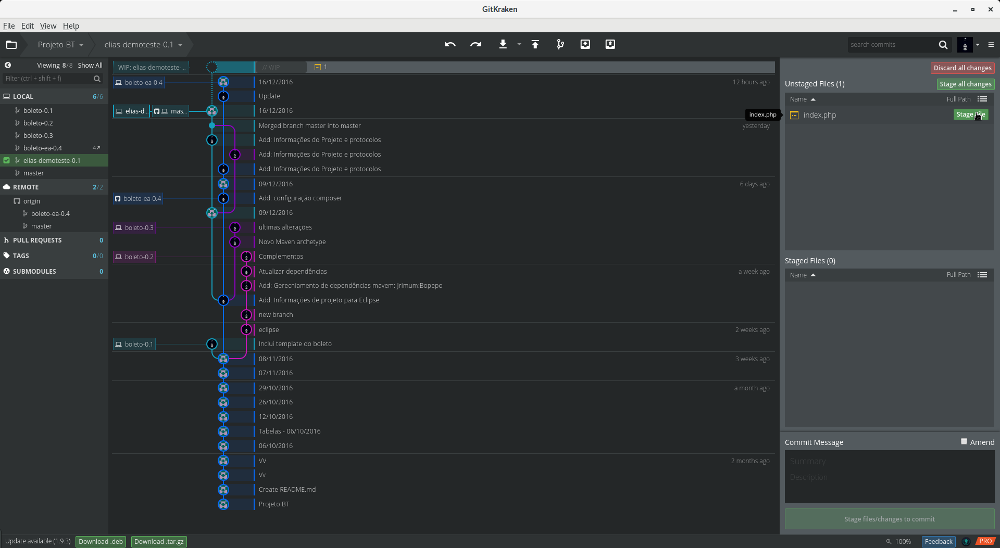 GitKraken
File Edit View Help
Projeto-BT
elias-demoteste-0.1
search commits
Viewing 8/8 Show All
Filter (ctrl + shift + f)
LOCAL 6/6
boleto-0.1
boleto-0.2
boleto-0.3
boleto-ea-0.4 4↗
elias-demoteste-0.1
master
REMOTE 2/2
origin
boleto-ea-0.4
master
PULL REQUESTS 0
TAGS 0/0
SUBMODULES 0
WIP: elias-demoteste-... // WIP 1
boleto-ea-0.4 16/12/2016 12 hours ago
Update
elias-d... mas... 16/12/2016
Merged branch master into master yesterday
Add: Informações do Projeto e protocolos
Add: Informações do Projeto e protocolos
Add: Informações do Projeto e protocolos
09/12/2016 6 days ago
boleto-ea-0.4 Add: configuração composer
09/12/2016
boleto-0.3 ultimas alterações
Novo Maven archetype
boleto-0.2 Complementos
Atualizar dependências a week ago
Add: Gerecniamento de dependências mavem: Jrimum:Bopepo
Add: Informações de projeto para Eclipse
new branch
eclipse 2 weeks ago
boleto-0.1 Inclui template do boleto
08/11/2016 3 weeks ago
07/11/2016
29/10/2016 a month ago
26/10/2016
12/10/2016
Tabelas - 06/10/2016
06/10/2016
VV 2 months ago
Vv
Create README.md
Projeto BT
Discard all changes
Unstaged Files (1) Stage all changes
Name Full Path
index.php
index.php Stage file
Staged Files (0)
Name Full Path
Commit Message Amend
Summary
Description
Stage files/changes to commit
Update available (1.9.3) Download .deb Download .tar.gz
100% Feedback PRO